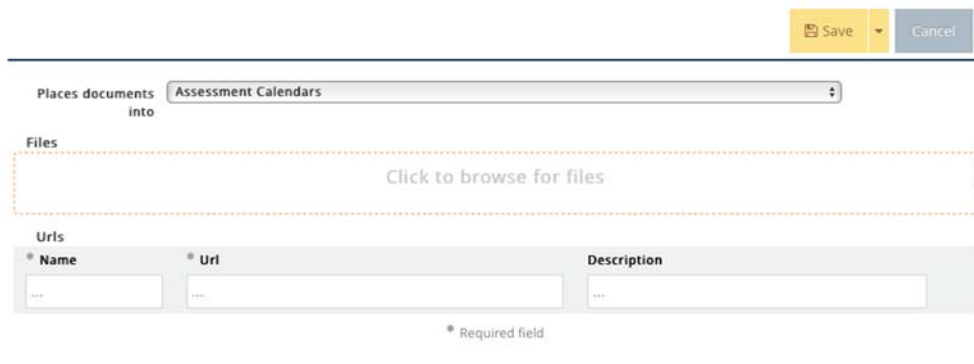 Save Cancel
Places documents Assessment Calendars
into
Files
Click to browse for files
Urls
* Name * Url Description
... ... ...
* Required field